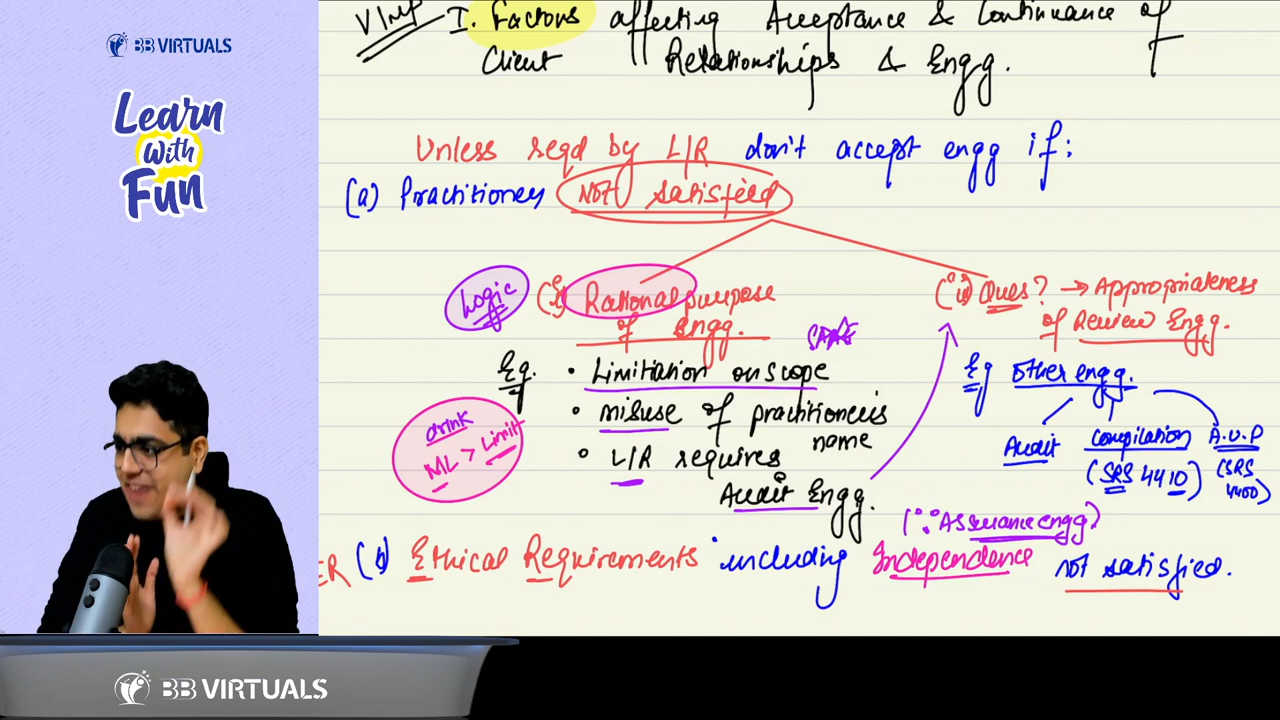 BB VIRTUALS
Learn
With
Fun
V Imp I. Factors affecting Acceptance & Continuance of
Client Relationships & Engg.
Unless reqd by L/R don't accept engg if:
(a) Practitioner NOT satisfied
Logic (i) Rational purpose
of engg.
(ii) Ques? → Appropriateness
of Review Engg.
Eg. • Limitation on scope
• misuse of practitioner's
name
• L/R requires
Audit Engg.
drink
ML > Limit
Eg other engg.
Audit Compilation A.U.P
(SRS 4410) (SRS
4400)
(∵ Assurance engg)
ER (b) Ethical Requirements including Independence not satisfied.
BB VIRTUALS